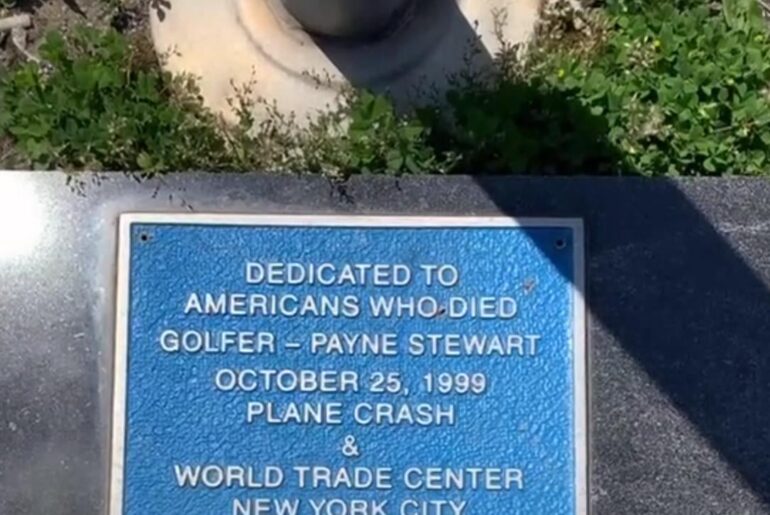 DEDICATED TO
AMERICANS WHO DIED
GOLFER – PAYNE STEWART
OCTOBER 25, 1999
PLANE CRASH
&
WORLD TRADE CENTER
NEW YORK CITY